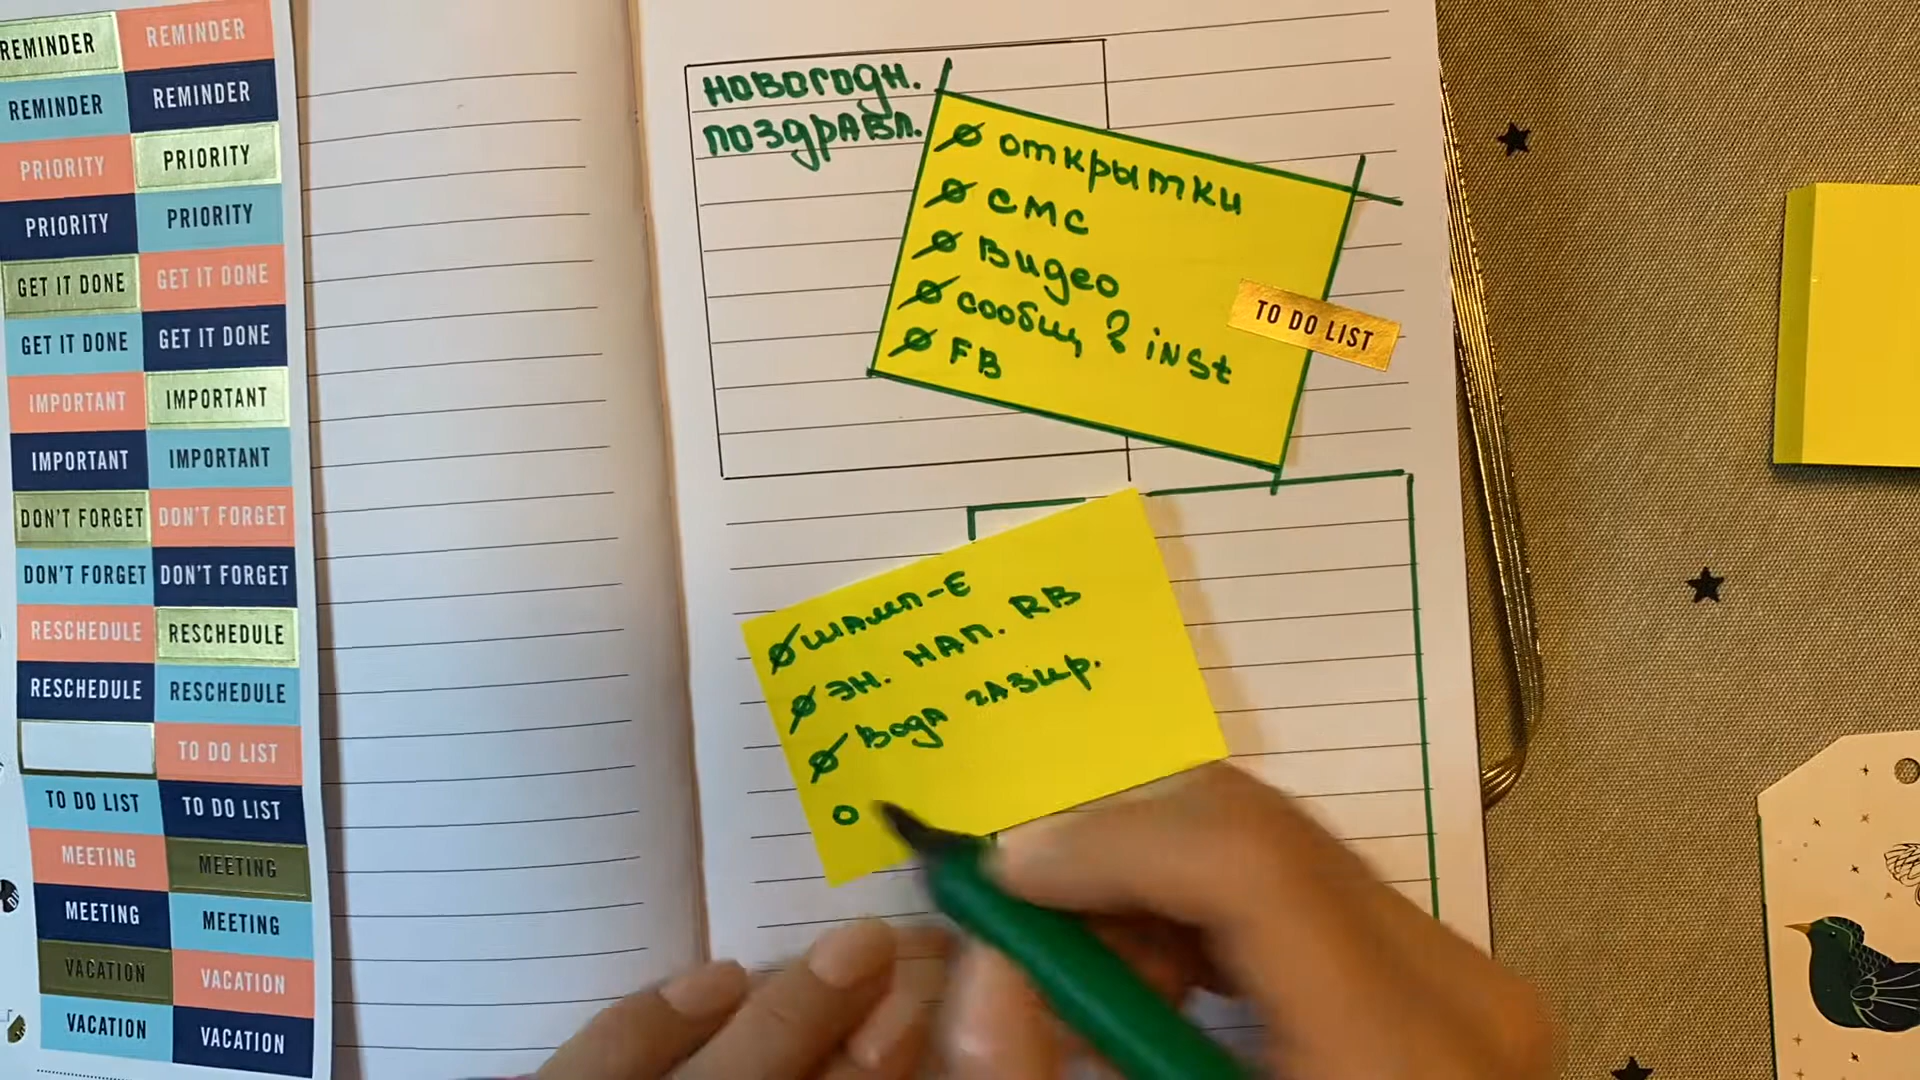 REMINDER REMINDER
REMINDER REMINDER
PRIORITY PRIORITY
PRIORITY PRIORITY
GET IT DONE GET IT DONE
GET IT DONE GET IT DONE
IMPORTANT IMPORTANT
IMPORTANT IMPORTANT
DON'T FORGET DON'T FORGET
DON'T FORGET DON'T FORGET
RESCHEDULE RESCHEDULE
RESCHEDULE RESCHEDULE
TO DO LIST
TO DO LIST TO DO LIST
MEETING MEETING
MEETING MEETING
VACATION VACATION
VACATION VACATION
новогодн.
поздравл.
открытки
смс
видео
сообщ в inst
FB
TO DO LIST
шамп-е
эн. нап. RB
вода газир.